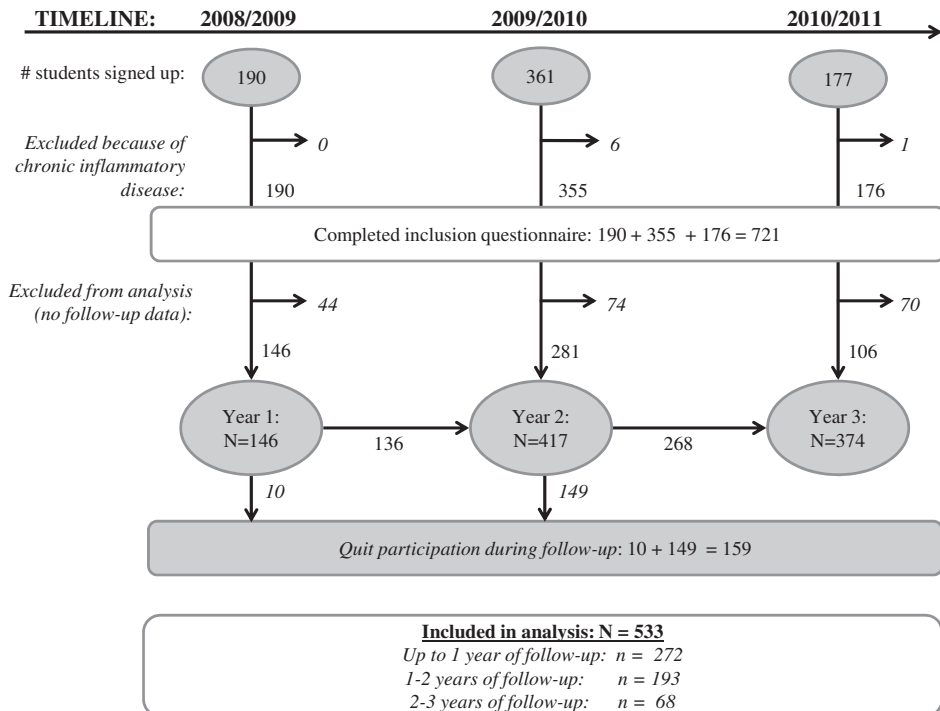 TIMELINE: 2008/2009 2009/2010 2010/2011
# students signed up: 190 361 177
Excluded because of
chronic inflammatory
disease:
0 6 1
190 355 176
Completed inclusion questionnaire: 190 + 355 + 176 = 721
Excluded from analysis
(no follow-up data):
44 74 70
146 281 106
Year 1:
N=146
136
Year 2:
N=417
268
Year 3:
N=374
10 149
Quit participation during follow-up: 10 + 149 = 159
Included in analysis: N = 533
Up to 1 year of follow-up: n = 272
1-2 years of follow-up: n = 193
2-3 years of follow-up: n = 68